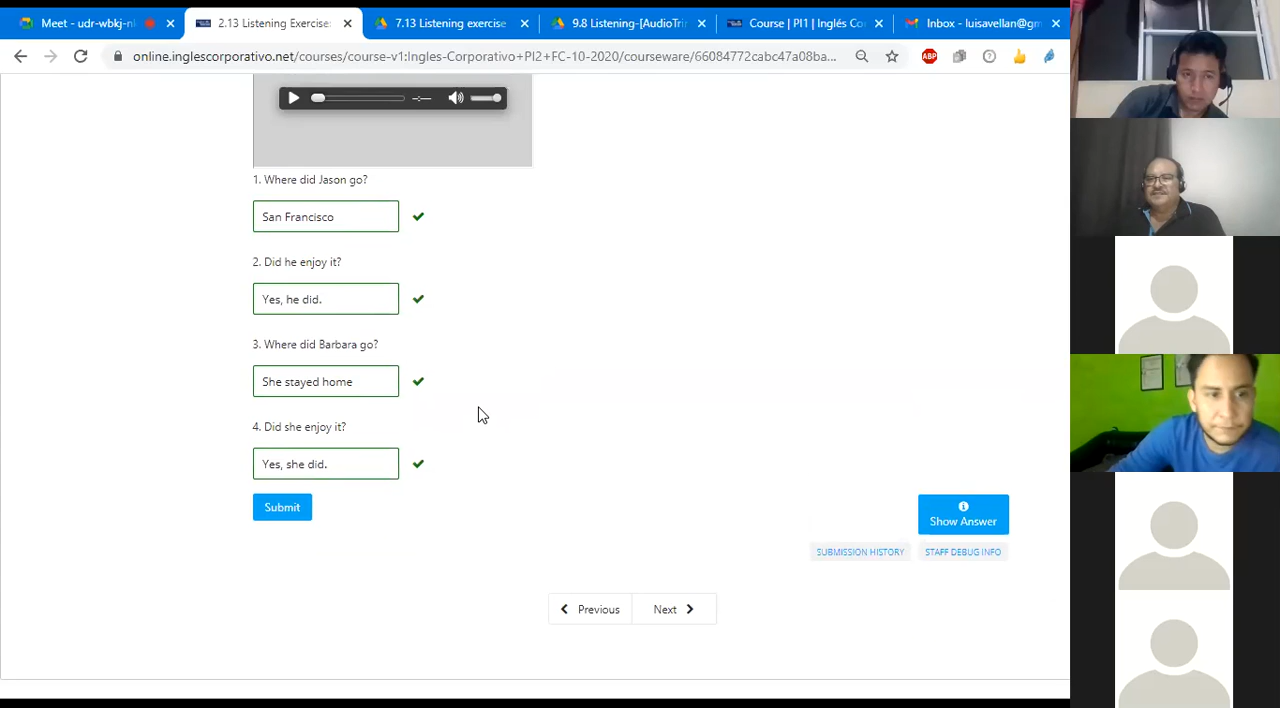 Meet - udr-wbkj-n
2.13 Listening Exercise
7.13 Listening exercise
9.8 Listening-[AudioTri
Course | PI1 | Inglés Co
Inbox - luisavellan@gm
online.inglescorporativo.net/courses/course-v1:Ingles-Corporativo+PI2+FC-10-2020/courseware/66084772cabc47a08ba...
ABP
1. Where did Jason go?
San Francisco
2. Did he enjoy it?
Yes, he did.
3. Where did Barbara go?
She stayed home
4. Did she enjoy it?
Yes, she did.
Submit
Show Answer
SUBMISSION HISTORY
STAFF DEBUG INFO
Previous
Next